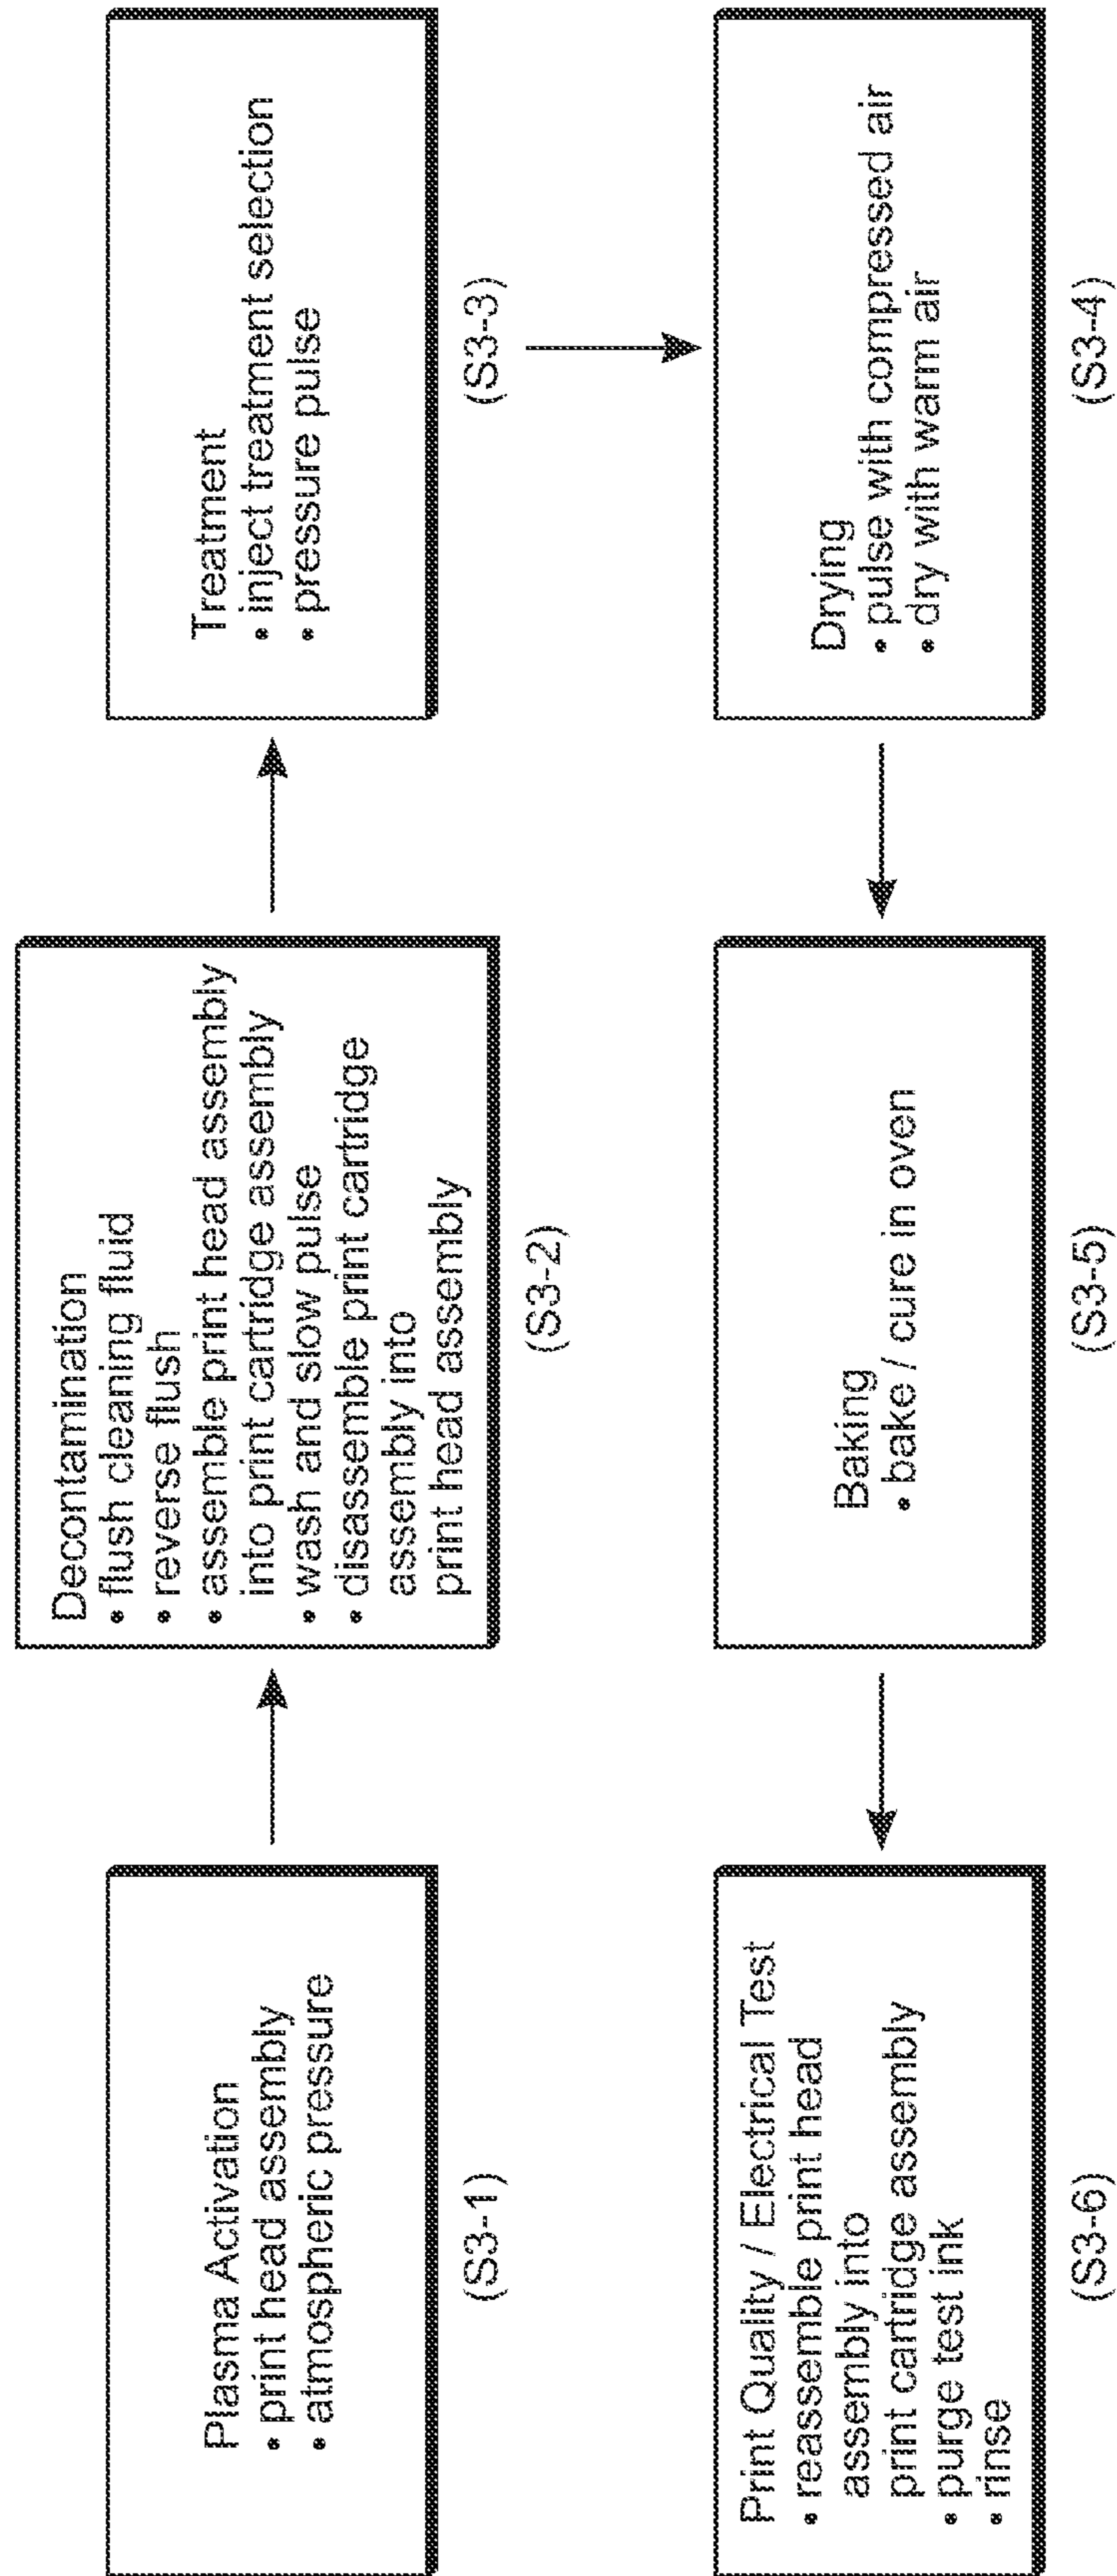 Plasma Activation
• print head assembly
• atmospheric pressure
(S3-1)
Decontamination
• flush cleaning fluid
• reverse flush
• assemble print head assembly
into print cartridge assembly
• wash and slow pulse
• disassemble print cartridge
assembly into
print head assembly
(S3-2)
Treatment
• inject treatment selection
• pressure pulse
(S3-3)
Drying
• pulse with compressed air
• dry with warm air
(S3-4)
Baking
• bake / cure in oven
(S3-5)
Print Quality / Electrical Test
• reassemble print head
assembly into
print cartridge assembly
• purge test ink
• rinse
(S3-6)